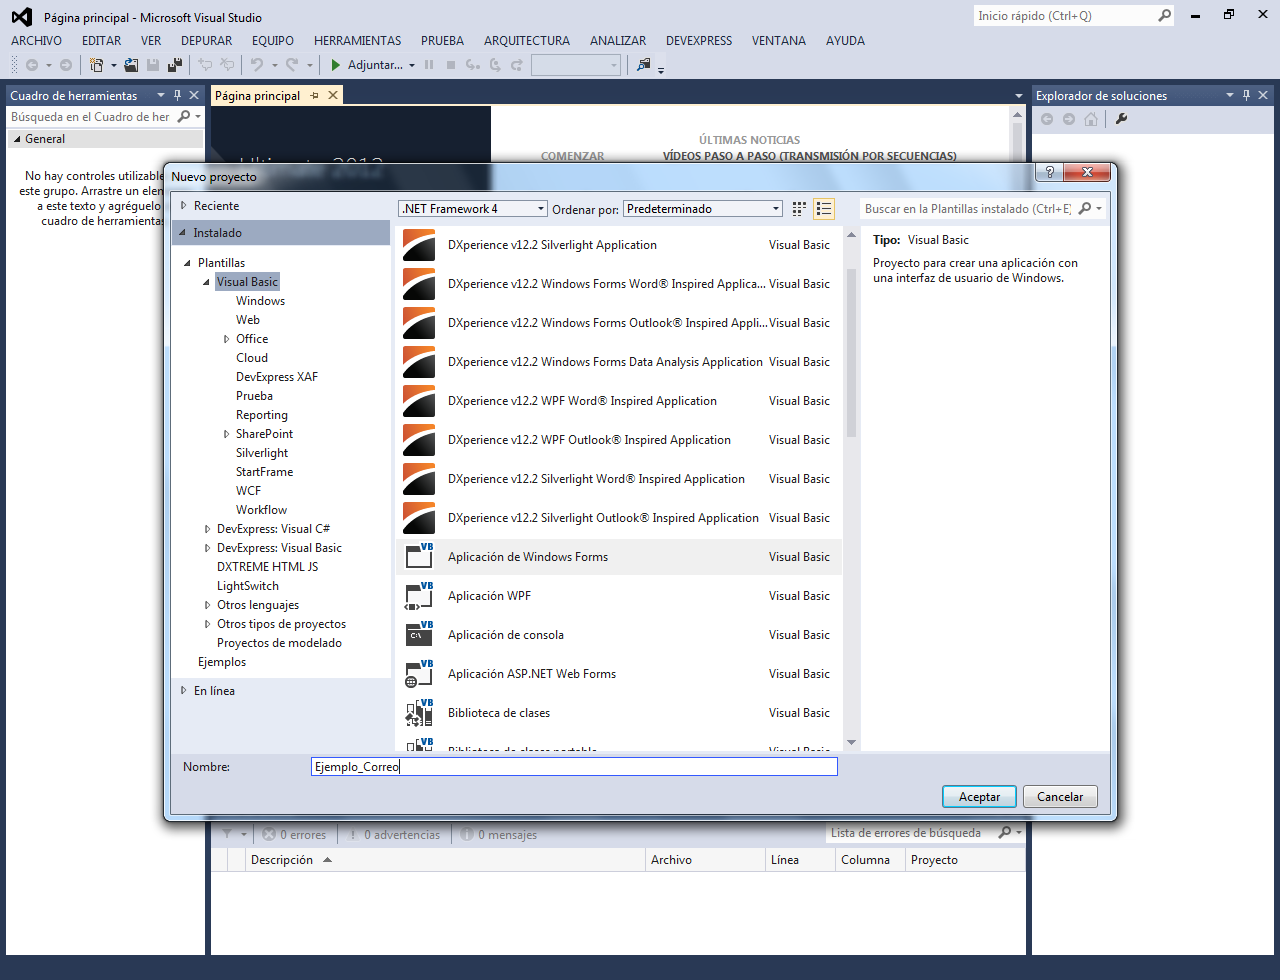 Página principal - Microsoft Visual Studio
Inicio rápido (Ctrl+Q)
ARCHIVO EDITAR VER DEPURAR EQUIPO HERRAMIENTAS PRUEBA ARQUITECTURA ANALIZAR DEVEXPRESS VENTANA AYUDA
Adjuntar...
Cuadro de herramientas
Búsqueda en el Cuadro de her
General
No hay controles utilizable
este grupo. Arrastre un elen
a este texto y agréguelo
cuadro de herramientas
Página principal
ÚLTIMAS NOTICIAS
COMENZAR
VÍDEOS PASO A PASO (TRANSMISIÓN POR SECUENCIAS)
Ultimate 2012
Explorador de soluciones
Nuevo proyecto
Reciente
Instalado
Plantillas
Visual Basic
Windows
Web
Office
Cloud
DevExpress XAF
Prueba
Reporting
SharePoint
Silverlight
StartFrame
WCF
Workflow
DevExpress: Visual C#
DevExpress: Visual Basic
DXTREME HTML JS
LightSwitch
Otros lenguajes
Otros tipos de proyectos
Proyectos de modelado
Ejemplos
En línea
.NET Framework 4
Ordenar por: Predeterminado
DXperience v12.2 Silverlight Application Visual Basic
DXperience v12.2 Windows Forms Word® Inspired Applica... Visual Basic
DXperience v12.2 Windows Forms Outlook® Inspired Appli... Visual Basic
DXperience v12.2 Windows Forms Data Analysis Application Visual Basic
DXperience v12.2 WPF Word® Inspired Application Visual Basic
DXperience v12.2 WPF Outlook® Inspired Application Visual Basic
DXperience v12.2 Silverlight Word® Inspired Application Visual Basic
DXperience v12.2 Silverlight Outlook® Inspired Application Visual Basic
VB Aplicación de Windows Forms Visual Basic
VB Aplicación WPF Visual Basic
VB C:\ Aplicación de consola Visual Basic
VB Aplicación ASP.NET Web Forms Visual Basic
VB Biblioteca de clases Visual Basic
VB Biblioteca de clases portable Visual Basic
Buscar en la Plantillas instalado (Ctrl+E)
Tipo: Visual Basic
Proyecto para crear una aplicación con
una interfaz de usuario de Windows.
Nombre: Ejemplo_Correo
Aceptar Cancelar
0 errores
0 advertencias
0 mensajes
Lista de errores de búsqueda
Descripción Archivo Línea Columna Proyecto